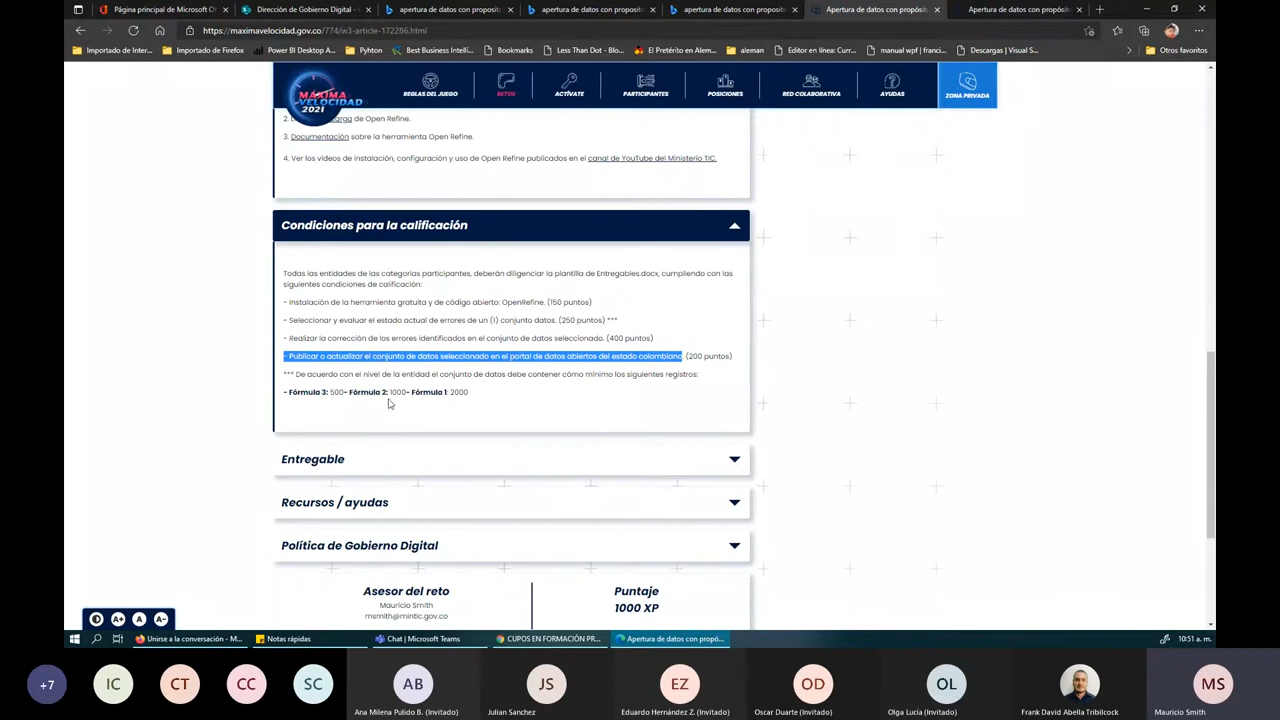 Página principal de Microsoft Of
Dirección de Gobierno Digital -
apertura de datos con proposit
apertura de datos con proposit
apertura de datos con proposit
Apertura de datos con propósit
Apertura de datos con propósit
https://maximavelocidad.gov.co/774/w3-article-172286.html
Importado de Inter...
Importado de Firefox
Power BI Desktop A...
Pyhton
Best Business Intelli...
Bookmarks
Less Than Dot - Blo...
El Pretérito en Alem...
aleman
Editor en línea: Curr...
manual wpf | franci...
Descargas | Visual S...
Otros favoritos
MÁXIMA
VELOCIDAD
2021
REGLAS DEL JUEGO
RETOS
ACTÍVATE
PARTICIPANTES
POSICIONES
RED COLABORATIVA
AYUDAS
ZONA PRIVADA
de Open Refine.
3. Documentación sobre la herramienta Open Refine.
4. Ver los videos de instalación, configuración y uso de Open Refine publicados en el canal de YouTube del Ministerio TIC.
Condiciones para la calificación
Todas las entidades de las categorías participantes, deberán diligenciar la plantilla de Entregables.docx, cumpliendo con las
siguientes condiciones de calificación:
- Instalación de la herramienta gratuita y de código abierto: OpenRefine. (150 puntos)
- Seleccionar y evaluar el estado actual de errores de un (1) conjunto datos. (250 puntos) ***
- Realizar la corrección de los errores identificados en el conjunto de datos seleccionado. (400 puntos)
- Publicar o actualizar el conjunto de datos seleccionado en el portal de datos abiertos del estado colombiano. (200 puntos)
*** De acuerdo con el nivel de la entidad el conjunto de datos debe contener cómo mínimo los siguientes registros:
- Fórmula 3: 500- Fórmula 2: 1000- Fórmula 1: 2000
Entregable
Recursos / ayudas
Política de Gobierno Digital
Asesor del reto
Mauricio Smith
msmith@mintic.gov.co
Puntaje
1000 XP
A+
A
A-
Unirse a la conversación - M...
Notas rápidas
Chat | Microsoft Teams
CUPOS EN FORMACIÓN PR...
Apertura de datos con propó...
10:51 a. m.
+7
IC
CT
CC
SC
AB
JS
EZ
OD
OL
MS
Ana Milena Pulido B. (Invitado)
Julian Sanchez
Eduardo Hernández Z. (Invitado)
Oscar Duarte (Invitado)
Olga Lucía (Invitado)
Frank David Abella Tribilcock
Mauricio Smith